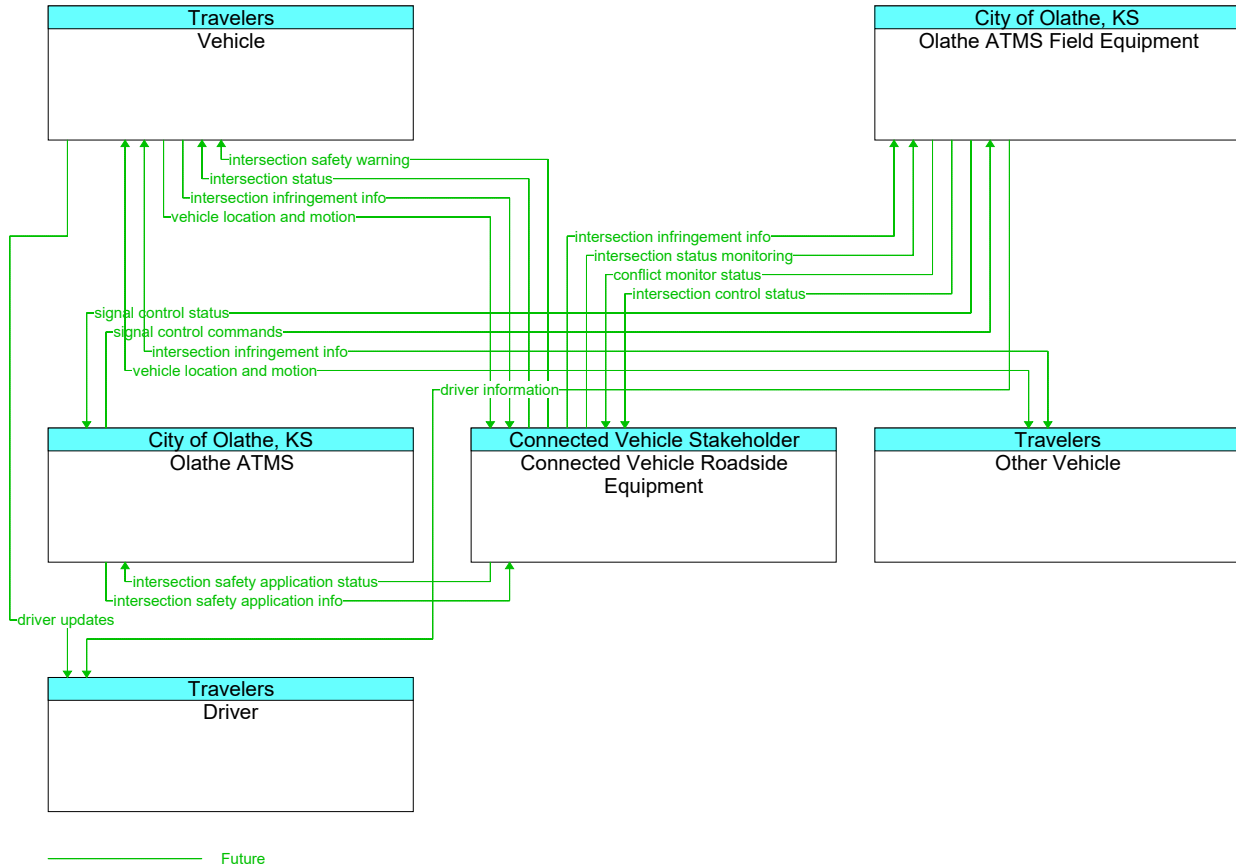 Travelers
Vehicle
City of Olathe, KS
Olathe ATMS Field Equipment
intersection safety warning
intersection status
intersection infringement info
vehicle location and motion
intersection infringement info
intersection status monitoring
conflict monitor status
intersection control status
signal control status
signal control commands
intersection infringement info
vehicle location and motion
driver information
City of Olathe, KS
Olathe ATMS
Connected Vehicle Stakeholder
Connected Vehicle Roadside
Equipment
Travelers
Other Vehicle
intersection safety application status
intersection safety application info
driver updates
Travelers
Driver
Future